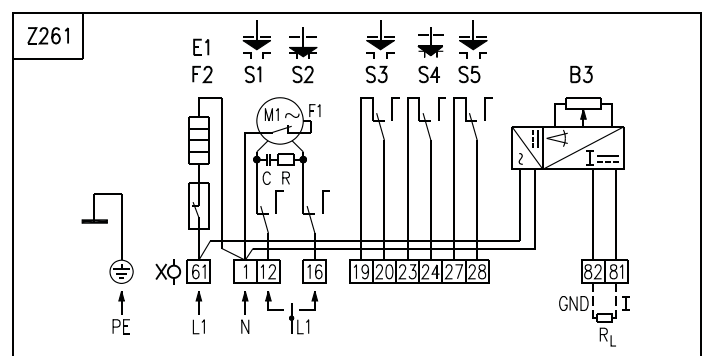 Z261
E1
F2 S1 S2 S3 S4 S5 B3
M1 ~ F1
C R
~ I
X 61 1 12 16 19 20 23 24 27 28 82 81
GND I
PE L1 N L1 RL